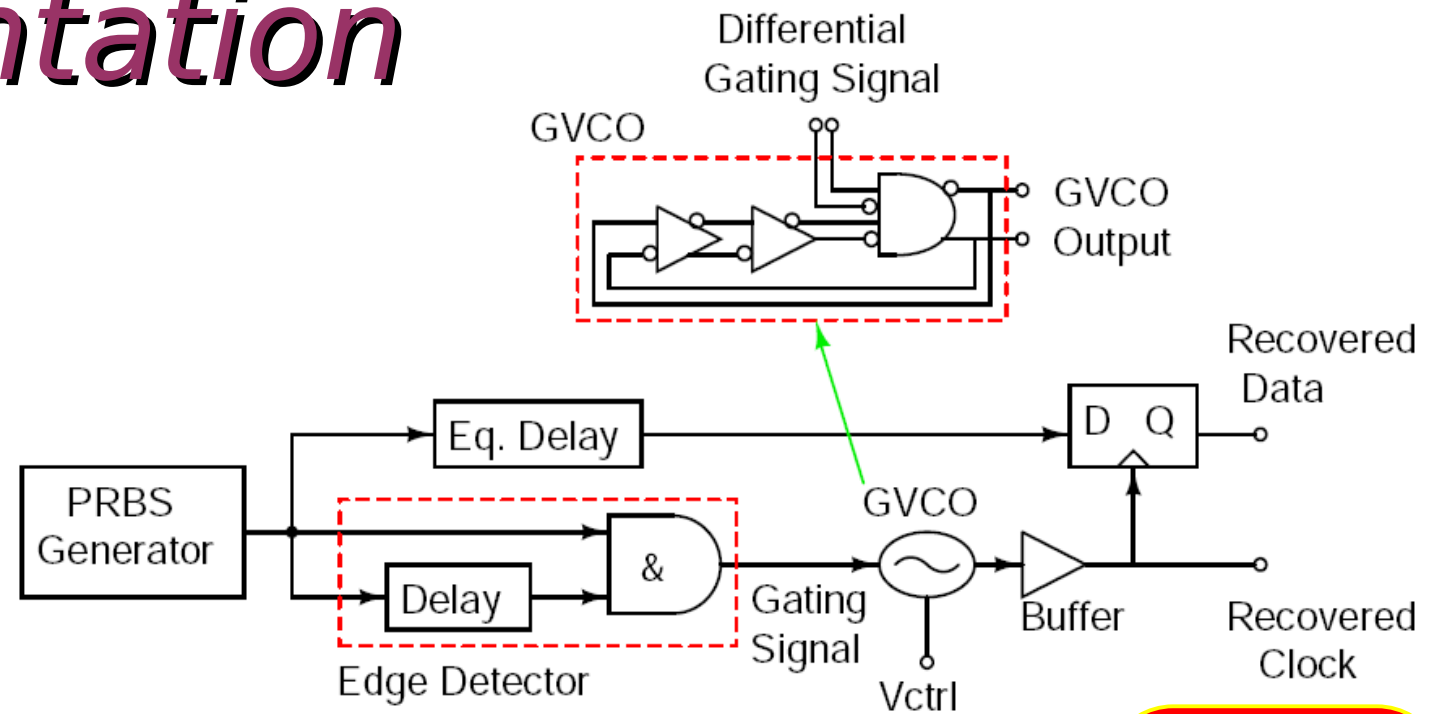 ntation
Differential
Gating Signal
GVCO
GVCO
Output
Recovered
Data
Eq. Delay
D Q
PRBS
Generator
GVCO
&
Delay
Gating
Signal
Buffer
Recovered
Clock
Edge Detector
Vctrl